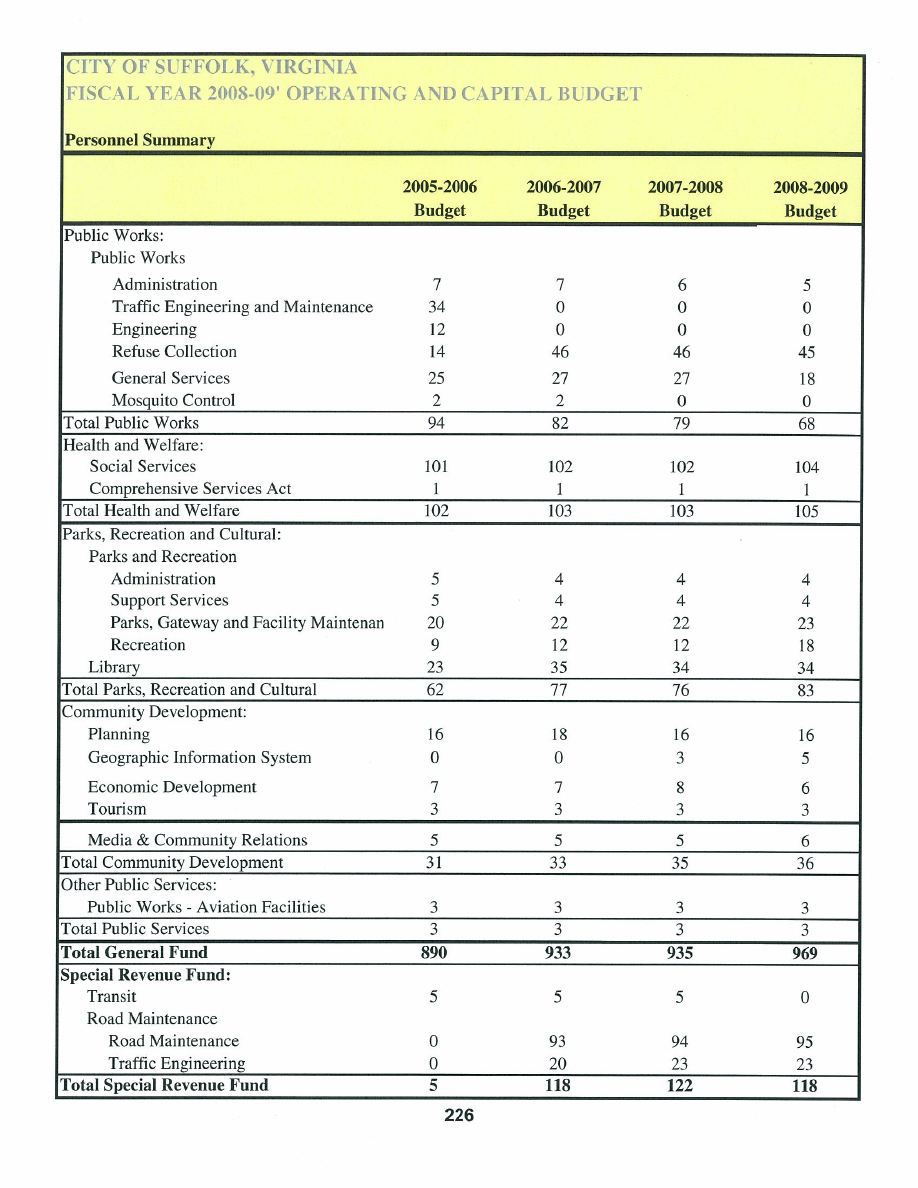 CITY OF SUFFOLK, VIRGINIA
FISCAL YEAR 2008-09' OPERATING AND CAPITAL BUDGET
Personnel Summary
2005-2006 2006-2007 2007-2008 2008-2009
Budget Budget Budget Budget
Public Works:
Public Works
Administration 7 7 6 5
Traffic Engineering and Maintenance 34 0 0 0
Engineering 12 0 0 0
Refuse Collection 14 46 46 45
General Services 25 27 27 18
Mosquito Control 2 2 0 0
Total Public Works 94 82 79 68
Health and Welfare:
Social Services 101 102 102 104
Comprehensive Services Act 1 1 1 1
Total Health and Welfare 102 103 103 105
Parks, Recreation and Cultural:
Parks and Recreation
Administration 5 4 4 4
Support Services 5 4 4 4
Parks, Gateway and Facility Maintenan 20 22 22 23
Recreation 9 12 12 18
Library 23 35 34 34
Total Parks, Recreation and Cultural 62 77 76 83
Community Development:
Planning 16 18 16 16
Geographic Information System 0 0 3 5
Economic Development 7 7 8 6
Tourism 3 3 3 3
Media & Community Relations 5 5 5 6
Total Community Development 31 33 35 36
Other Public Services:
Public Works - Aviation Facilities 3 3 3 3
Total Public Services 3 3 3 3
Total General Fund 890 933 935 969
Special Revenue Fund:
Transit 5 5 5 0
Road Maintenance
Road Maintenance 0 93 94 95
Traffic Engineering 0 20 23 23
Total Special Revenue Fund 5 118 122 118
226